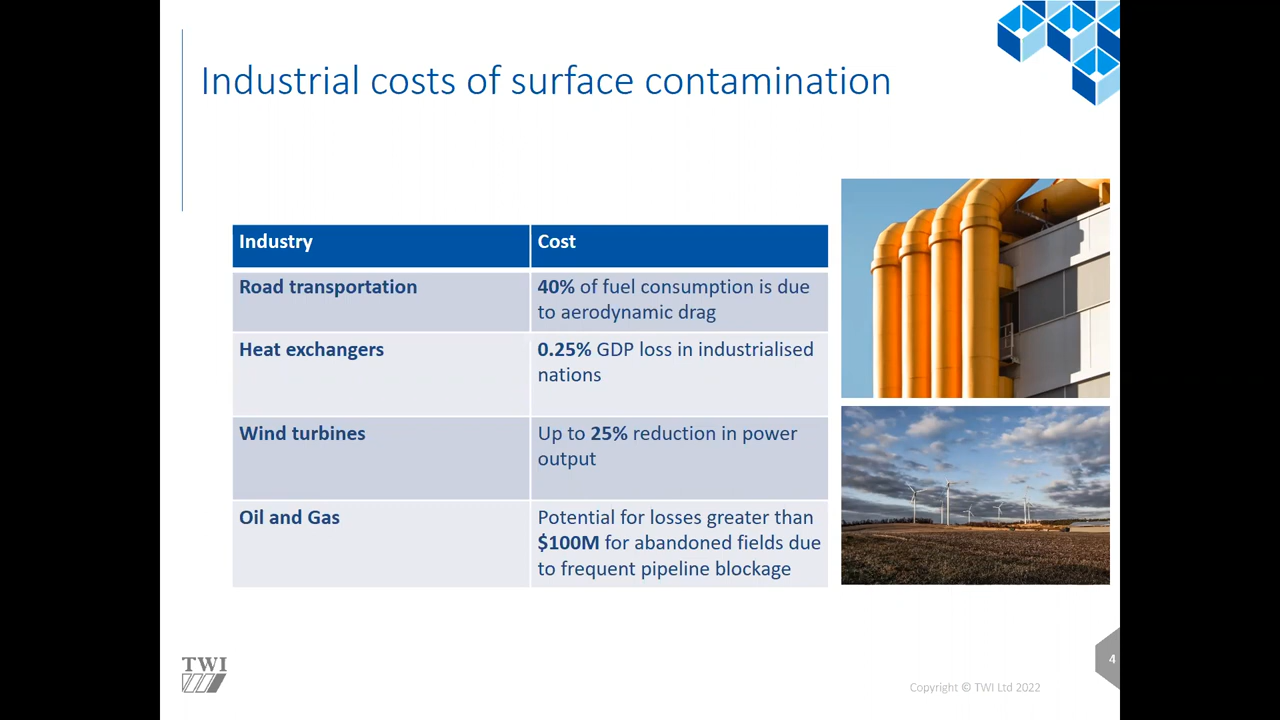 Industrial costs of surface contamination
Industry
Cost
Road transportation
40% of fuel consumption is due
to aerodynamic drag
Heat exchangers
0.25% GDP loss in industrialised
nations
Wind turbines
Up to 25% reduction in power
output
Oil and Gas
Potential for losses greater than
$100M for abandoned fields due
to frequent pipeline blockage
TWI
Copyright © TWI Ltd 2022
4